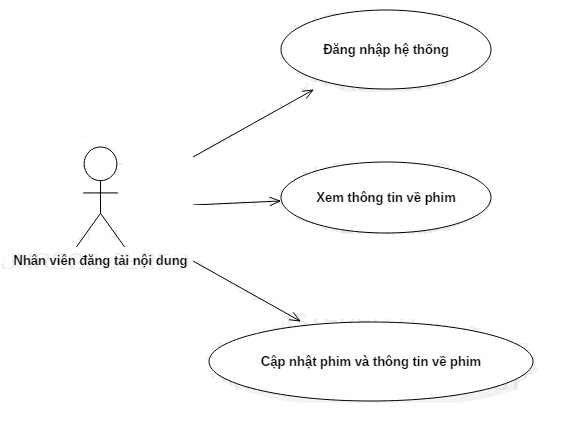 Đăng nhập hệ thống
Xem thông tin về phim
Nhân viên đăng tải nội dung
Cập nhật phim và thông tin về phim